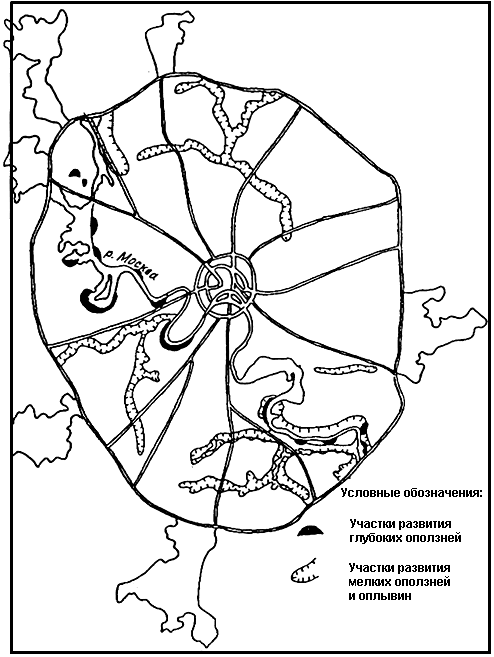 р. Москва
Условные обозначения:
Участки развития
глубоких оползней
Участки развития
мелких оползней
и оплывин